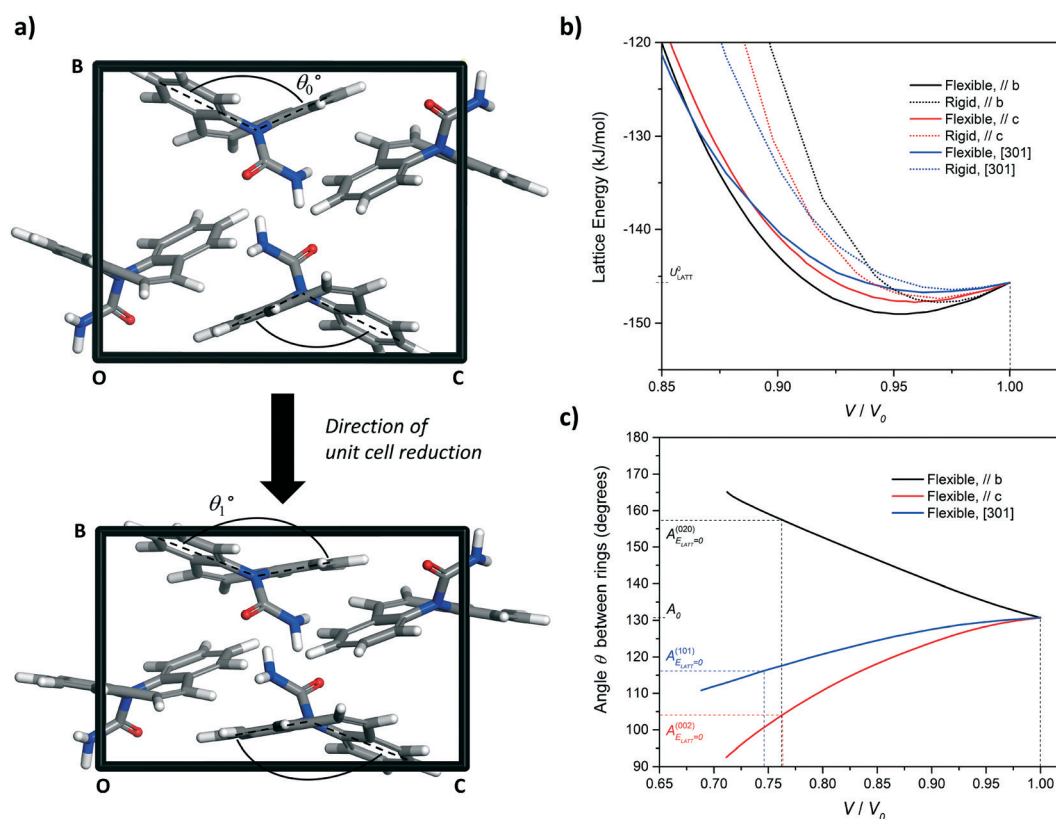 a)
B
θ₀°
O
C
Direction of
unit cell reduction
B
θ₁°
O
C
b)
Lattice Energy (kJ/mol)
-120
-130
-140
U⁰LATT
-150
Flexible, // b
Rigid, // b
Flexible, // c
Rigid, // c
Flexible, [301]
Rigid, [301]
0.85
0.90
0.95
1.00
V / V₀
c)
Angle θ between rings (degrees)
180
170
160
150
140
130
120
110
100
90
A(020)ELATT=0
A₀
A(101)ELATT=0
A(002)ELATT=0
Flexible, // b
Flexible, // c
Flexible, [301]
0.65
0.70
0.75
0.80
0.85
0.90
0.95
1.00
V / V₀